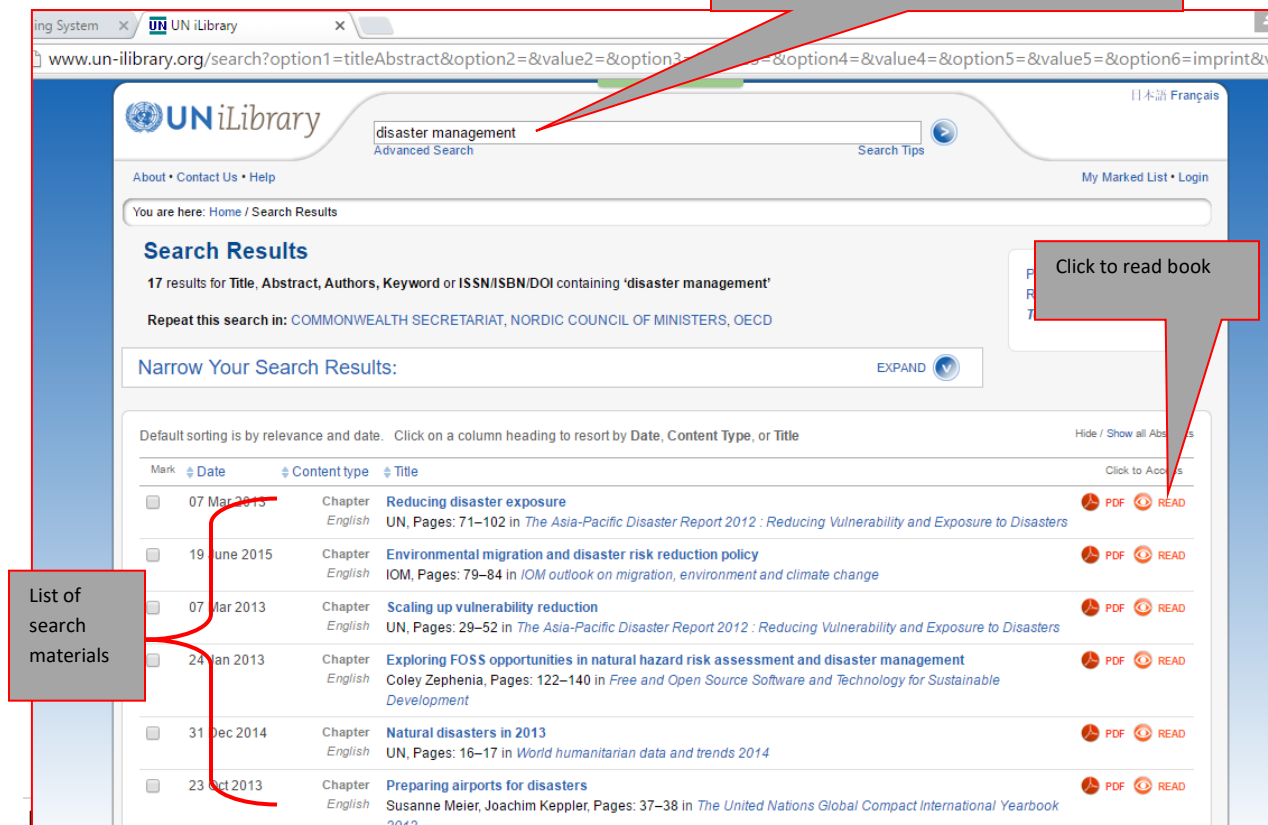 ing System
UN UN iLibrary
www.un-ilibrary.org/search?option1=titleAbstract&option2=&value2=&option3= =&option4=&value4=&option5=&value5=&option6=imprint&v
日本語 Français
UN iLibrary
disaster management
Advanced Search Search Tips
About • Contact Us • Help My Marked List • Login
You are here: Home / Search Results
Search Results
17 results for Title, Abstract, Authors, Keyword or ISSN/ISBN/DOI containing ‘disaster management’
Click to read book
Repeat this search in: COMMONWEALTH SECRETARIAT, NORDIC COUNCIL OF MINISTERS, OECD
Narrow Your Search Results: EXPAND
Default sorting is by relevance and date. Click on a column heading to resort by Date, Content Type, or Title Hide / Show all
Mark Date Content type Title Click to Access
07 Mar 2013 Chapter Reducing disaster exposure PDF READ
English UN, Pages: 71–102 in The Asia-Pacific Disaster Report 2012 : Reducing Vulnerability and Exposure to Disasters
19 June 2015 Chapter Environmental migration and disaster risk reduction policy PDF READ
English IOM, Pages: 79–84 in IOM outlook on migration, environment and climate change
List of
search
materials
07 Mar 2013 Chapter Scaling up vulnerability reduction PDF READ
English UN, Pages: 29–52 in The Asia-Pacific Disaster Report 2012 : Reducing Vulnerability and Exposure to Disasters
24 Jan 2013 Chapter Exploring FOSS opportunities in natural hazard risk assessment and disaster management PDF READ
English Coley Zephenia, Pages: 122–140 in Free and Open Source Software and Technology for Sustainable
Development
31 Dec 2014 Chapter Natural disasters in 2013 PDF READ
English UN, Pages: 16–17 in World humanitarian data and trends 2014
23 Oct 2013 Chapter Preparing airports for disasters PDF READ
English Susanne Meier, Joachim Keppler, Pages: 37–38 in The United Nations Global Compact International Yearbook